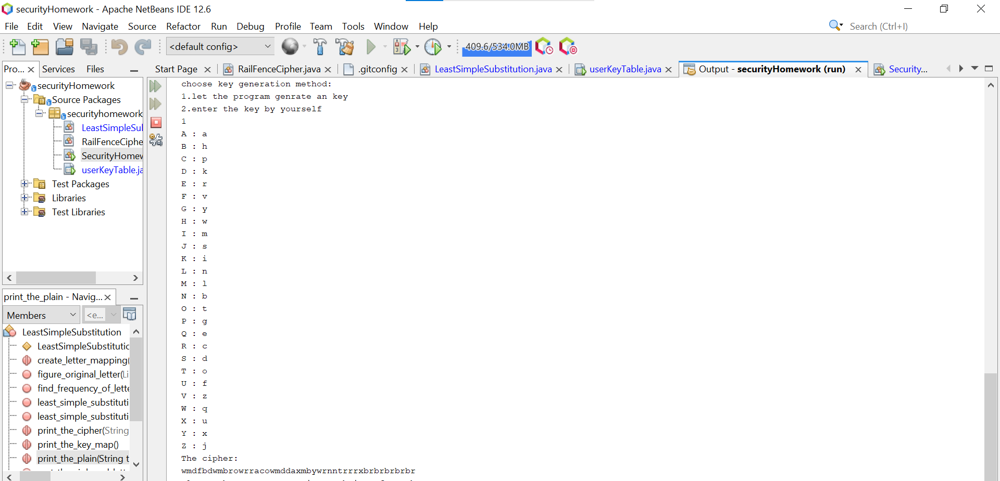 securityHomework - Apache NetBeans IDE 12.6
File Edit View Navigate Source Refactor Run Debug Profile Team Tools Window Help
Search (Ctrl+I)
<default config>
409.6/534.0MB
Pro... Services Files
Start Page RailFenceCipher.java .gitconfig LeastSimpleSubstitution.java userKeyTable.java Output - securityHomework (run) Security...
securityHomework
Source Packages
securityhomework
LeastSimpleSu
RailFenceCiphe
SecurityHomew
userKeyTable.ja
Test Packages
Libraries
Test Libraries
print_the_plain - Navig...
Members
<e...
LeastSimpleSubstitution
LeastSimpleSubstitutic
create_letter_mapping(
figure_original_letter(Li
find_frequency_of_lette
least_simple_substituti
least_simple_substituti
print_the_cipher(String
print_the_key_map()
print_the_plain(String t
choose key generation method:
1.let the program genrate an key
2.enter the key by yourself
1
A : a
B : h
C : p
D : k
E : r
F : v
G : y
H : w
I : m
J : s
K : i
L : n
M : l
N : b
O : t
P : g
Q : e
R : c
S : d
T : o
U : f
V : z
W : q
X : u
Y : x
Z : j
The cipher:
wmdfbdwmbrowrracowmddaxmbywrnntrrrxbrbrbrbrbr